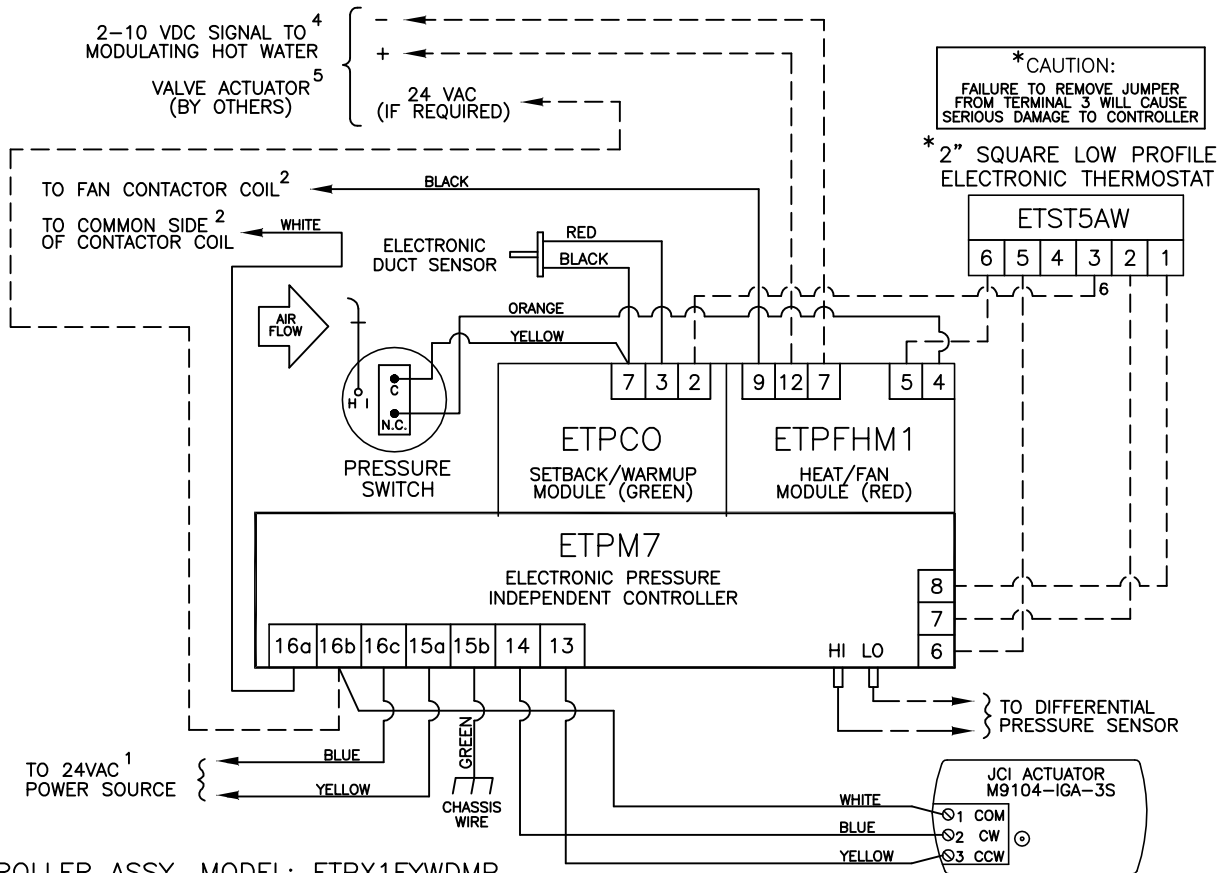 2-10 VDC SIGNAL TO 4
MODULATING HOT WATER
VALVE ACTUATOR 5
(BY OTHERS)
-
+
24 VAC
(IF REQUIRED)
*CAUTION:
FAILURE TO REMOVE JUMPER
FROM TERMINAL 3 WILL CAUSE
SERIOUS DAMAGE TO CONTROLLER
*2" SQUARE LOW PROFILE
ELECTRONIC THERMOSTAT
ETST5AW
6 5 4 3 2 1
6
TO FAN CONTACTOR COIL 2
BLACK
TO COMMON SIDE 2
OF CONTACTOR COIL
WHITE
ELECTRONIC
DUCT SENSOR
RED
BLACK
ORANGE
YELLOW
AIR
FLOW
HI
C
N.C.
PRESSURE
SWITCH
7 3 2
9 12 7
5 4
ETPCO
SETBACK/WARMUP
MODULE (GREEN)
ETPFHM1
HEAT/FAN
MODULE (RED)
ETPM7
ELECTRONIC PRESSURE
INDEPENDENT CONTROLLER
8
7
6
16a 16b 16c 15a 15b 14 13
HI LO
TO DIFFERENTIAL
PRESSURE SENSOR
TO 24VAC 1
POWER SOURCE
BLUE
YELLOW
GREEN
CHASSIS
WIRE
JCI ACTUATOR
M9104-IGA-3S
WHITE
BLUE
YELLOW
1 COM
2 CW
3 CCW